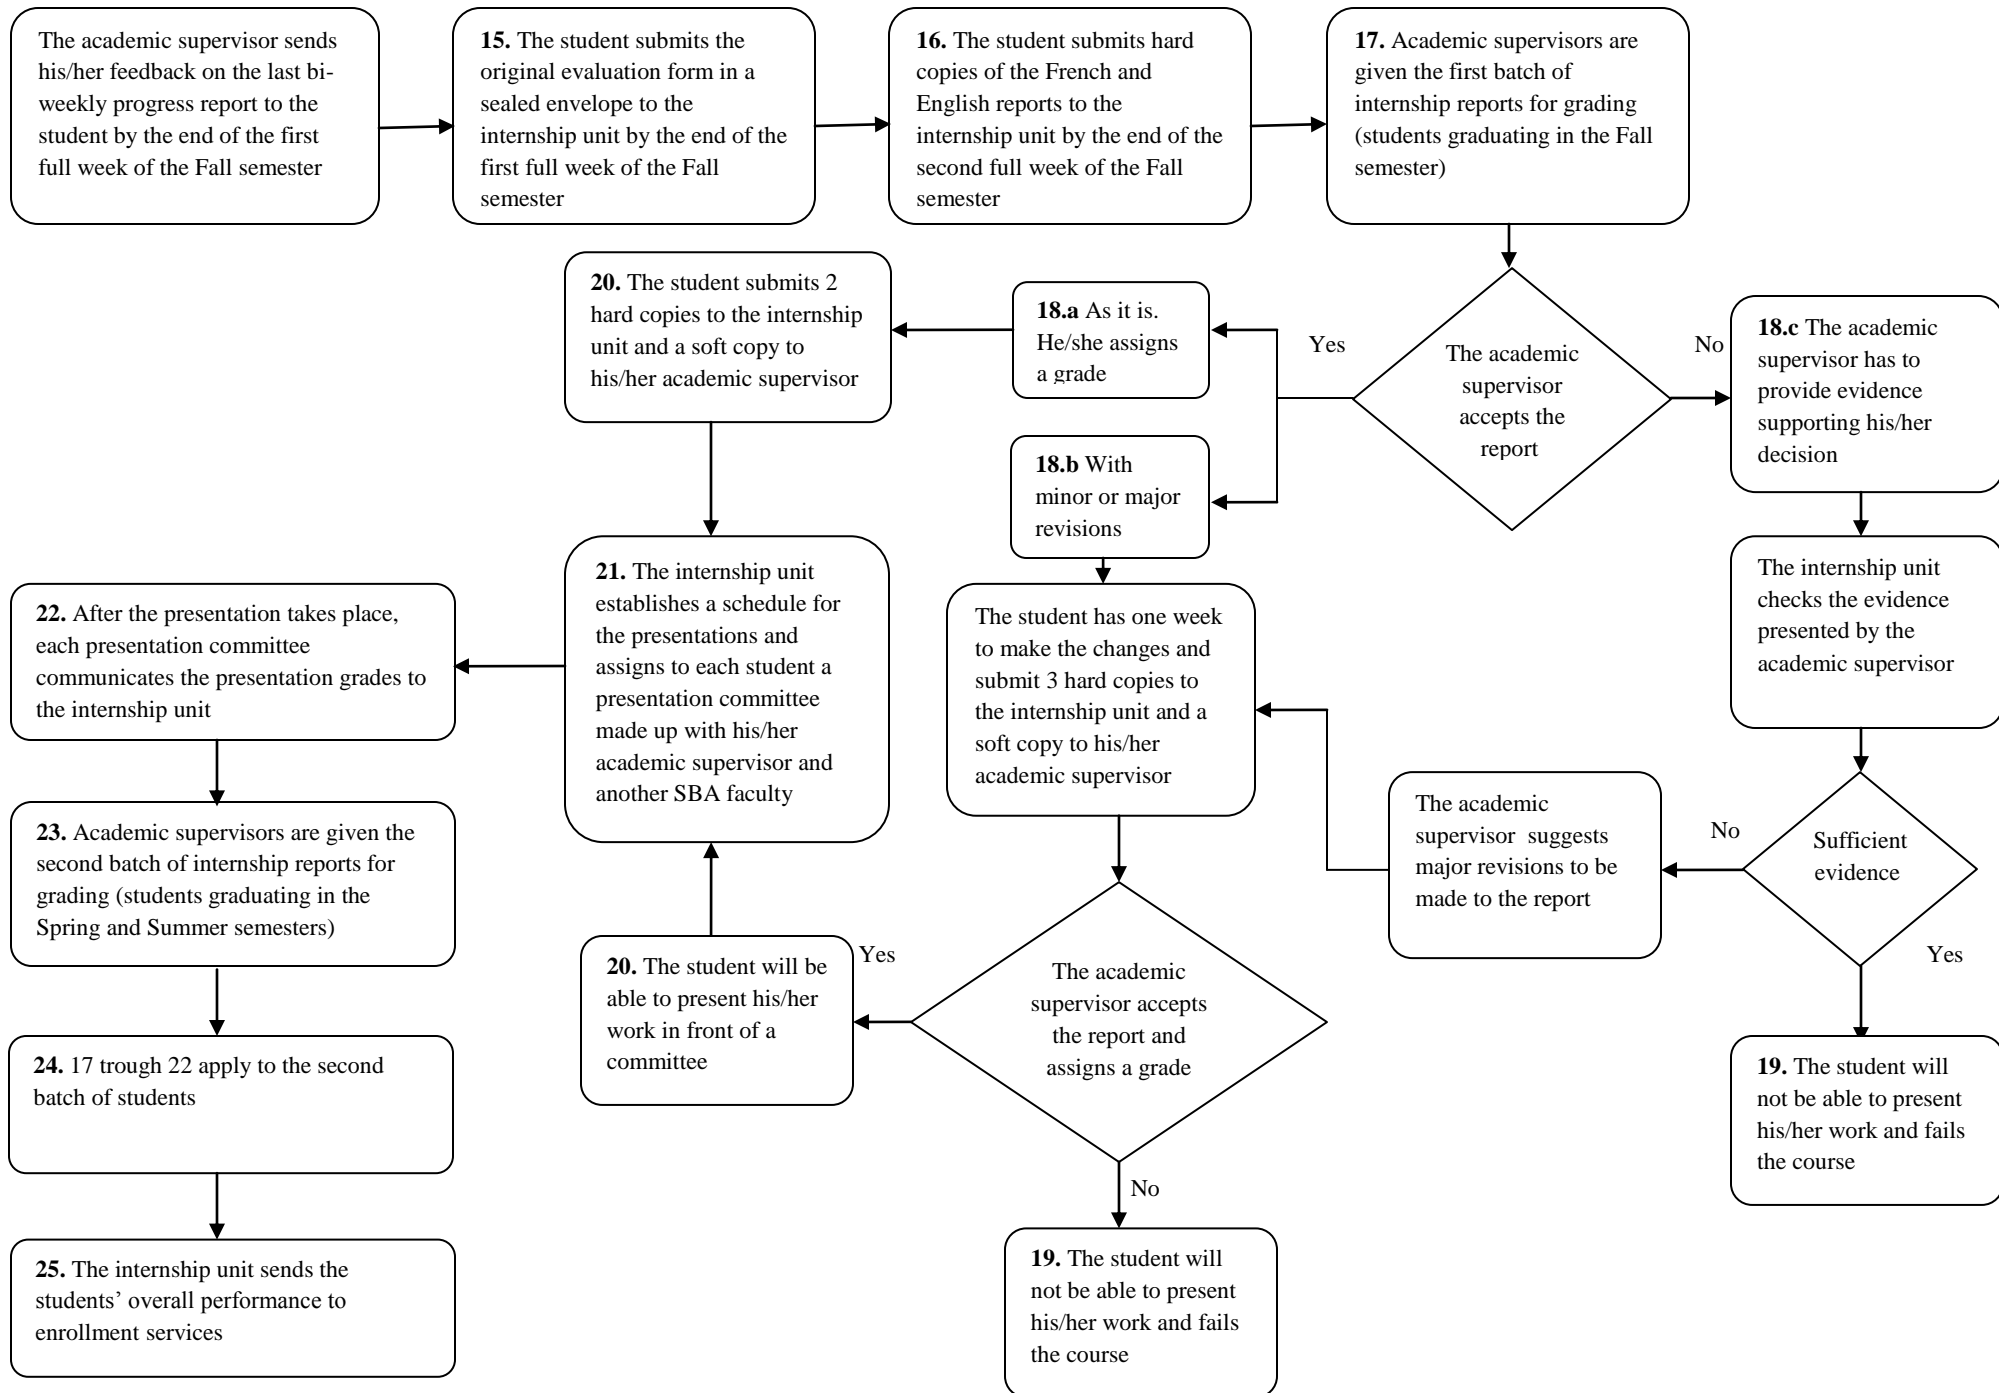 The academic supervisor sends
his/her feedback on the last bi-
weekly progress report to the
student by the end of the first
full week of the Fall semester
15. The student submits the
original evaluation form in a
sealed envelope to the
internship unit by the end of the
first full week of the Fall
semester
16. The student submits hard
copies of the French and
English reports to the
internship unit by the end of the
second full week of the Fall
semester
17. Academic supervisors are
given the first batch of
internship reports for grading
(students graduating in the Fall
semester)
The academic
supervisor
accepts the
report
Yes
No
18.a As it is.
He/she assigns
a grade
18.b With
minor or major
revisions
18.c The academic
supervisor has to
provide evidence
supporting his/her
decision
20. The student submits 2
hard copies to the internship
unit and a soft copy to
his/her academic supervisor
21. The internship unit
establishes a schedule for
the presentations and
assigns to each student a
presentation committee
made up with his/her
academic supervisor and
another SBA faculty
The student has one week
to make the changes and
submit 3 hard copies to
the internship unit and a
soft copy to his/her
academic supervisor
The internship unit
checks the evidence
presented by the
academic supervisor
22. After the presentation takes place,
each presentation committee
communicates the presentation grades to
the internship unit
Sufficient
evidence
No
Yes
The academic
supervisor  suggests
major revisions to be
made to the report
23. Academic supervisors are given the
second batch of internship reports for
grading (students graduating in the
Spring and Summer semesters)
The academic
supervisor accepts
the report and
assigns a grade
Yes
No
20. The student will be
able to present his/her
work in front of a
committee
24. 17 trough 22 apply to the second
batch of students
19. The student will
not be able to present
his/her work and fails
the course
19. The student will
not be able to present
his/her work and fails
the course
25. The internship unit sends the
students’ overall performance to
enrollment services